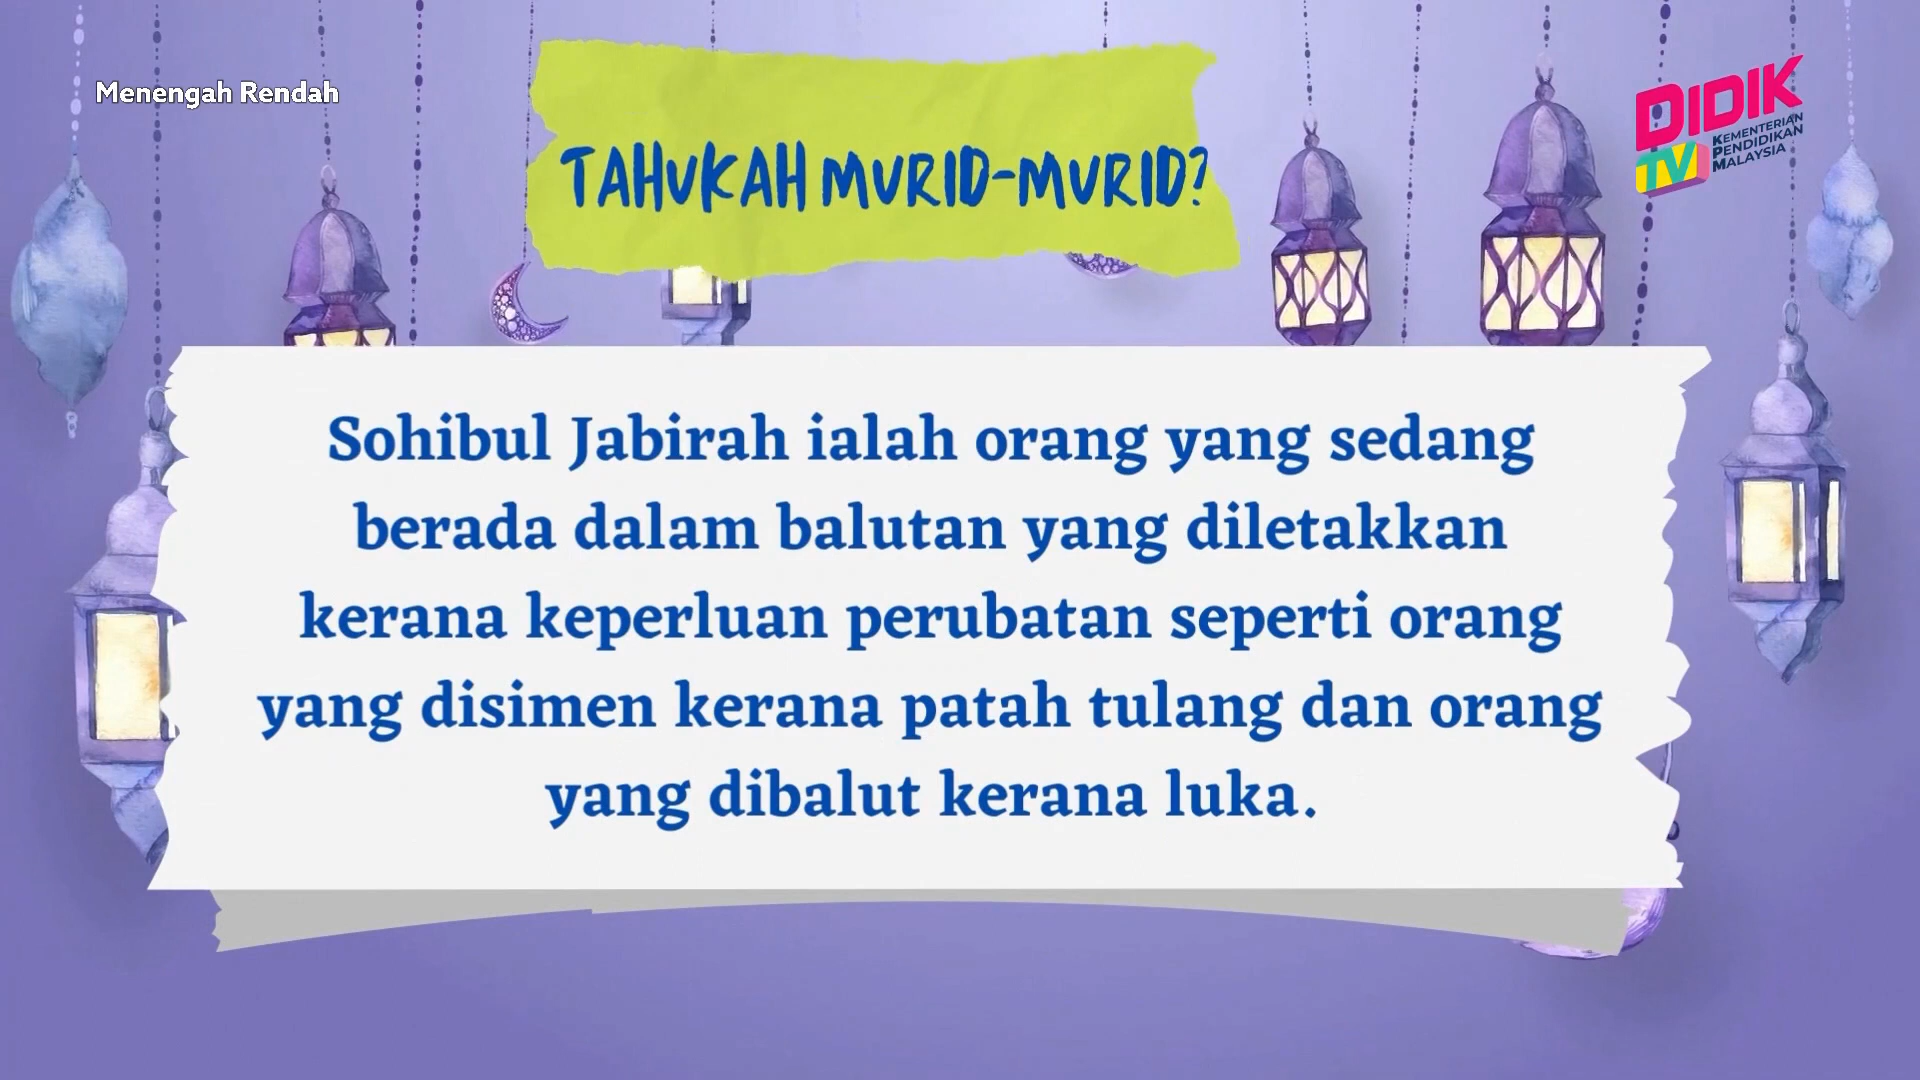 Menengah Rendah
TAHUKAH MURID-MURID?
DIDIK
TV
KEMENTERIAN
PENDIDIKAN
MALAYSIA
Sohibul Jabirah ialah orang yang sedang
berada dalam balutan yang diletakkan
kerana keperluan perubatan seperti orang
yang disimen kerana patah tulang dan orang
yang dibalut kerana luka.